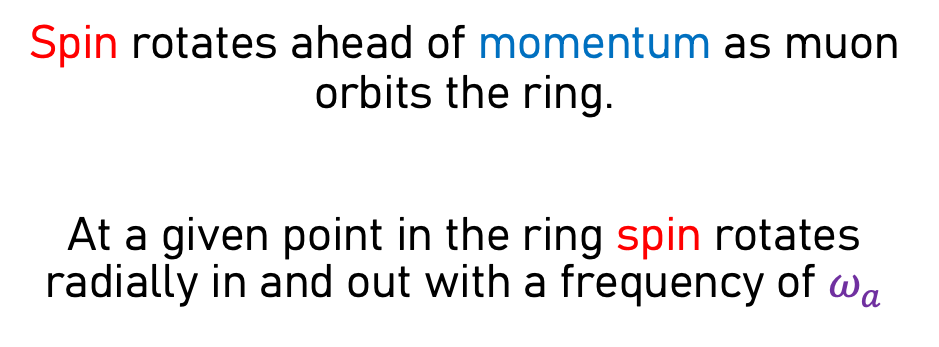 Spin rotates ahead of momentum as muon
orbits the ring.
At a given point in the ring spin rotates
radially in and out with a frequency of ωₐ